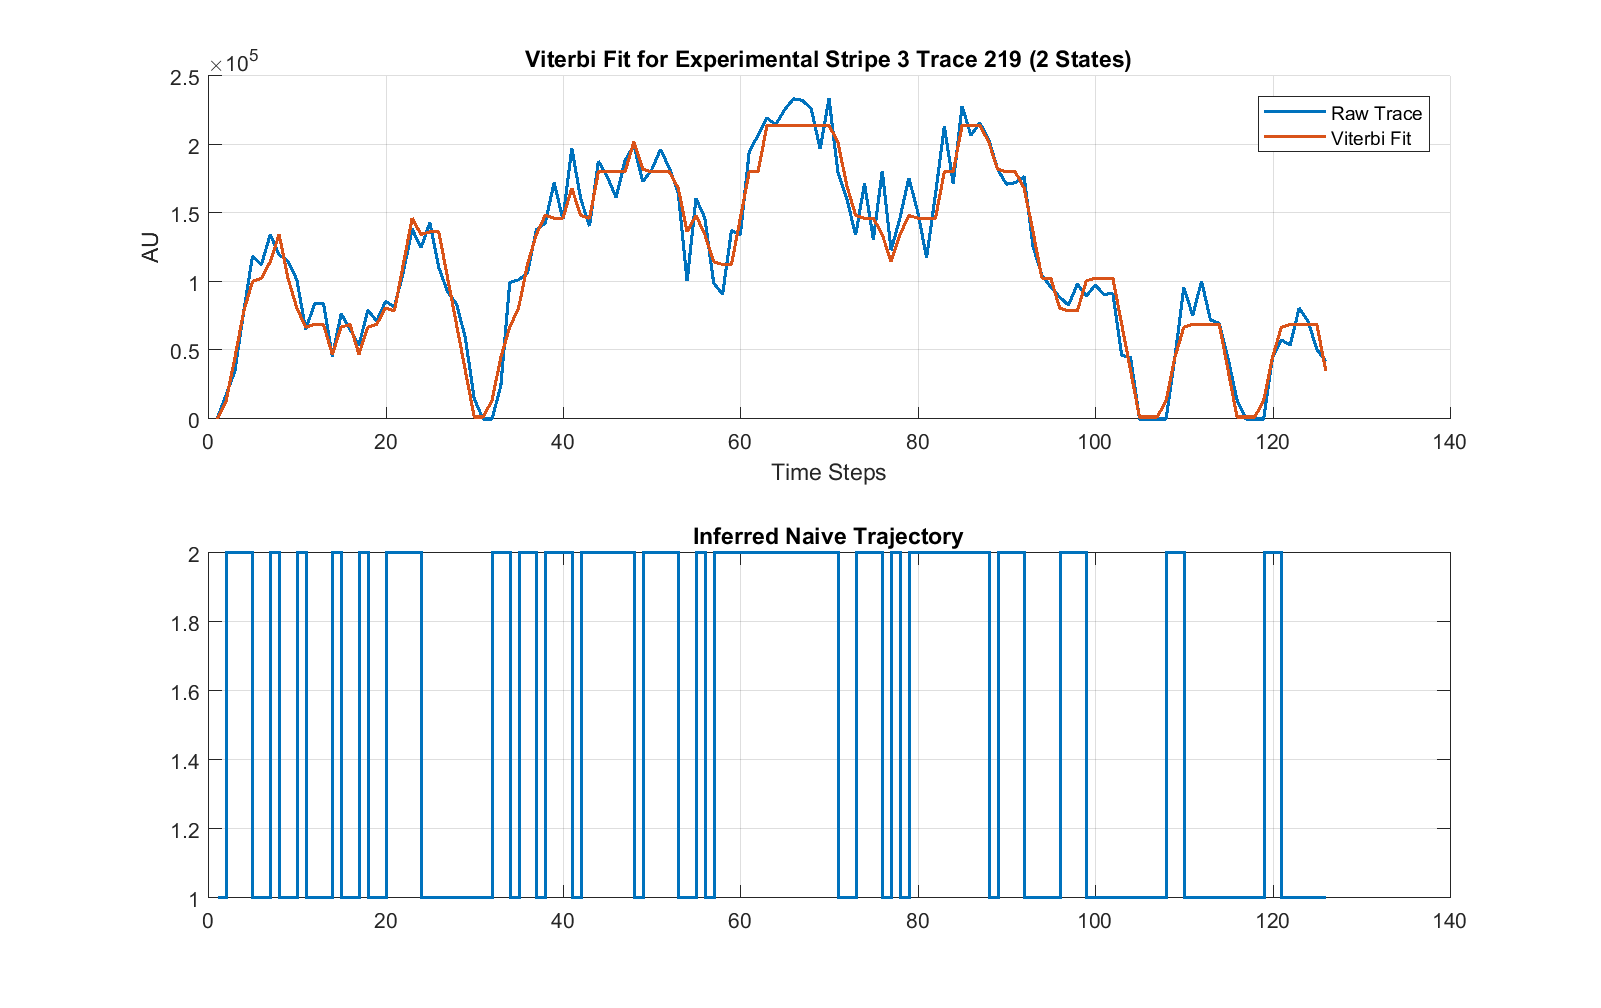 Viterbi Fit for Experimental Stripe 3 Trace 219 (2 States)
×10^5
2.5
2
1.5
1
0.5
0
AU
Raw Trace
Viterbi Fit
0 20 40 60 80 100 120 140
Time Steps
Inferred Naive Trajectory
2
1.8
1.6
1.4
1.2
1
0 20 40 60 80 100 120 140